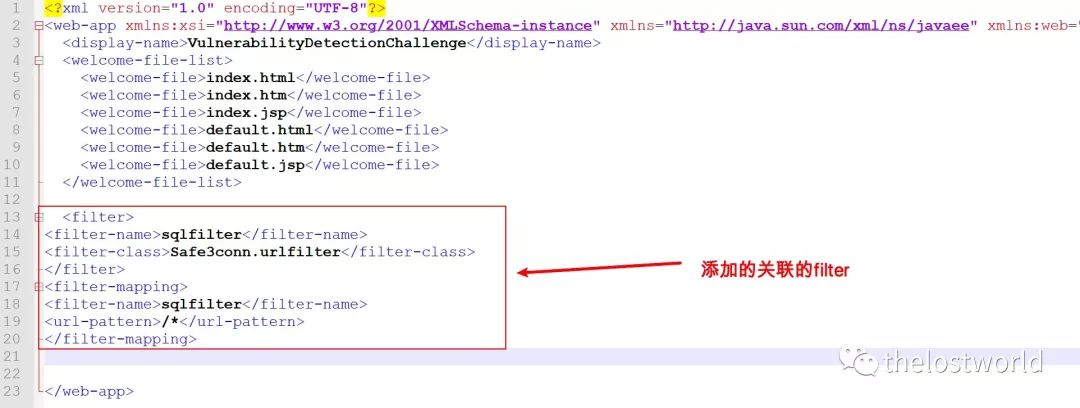 1 <?xml version="1.0" encoding="UTF-8"?>
2 <web-app xmlns:xsi="http://www.w3.org/2001/XMLSchema-instance" xmlns="http://java.sun.com/xml/ns/javaee" xmlns:web="
3 <display-name>VulnerabilityDetectionChallenge</display-name>
4 <welcome-file-list>
5 <welcome-file>index.html</welcome-file>
6 <welcome-file>index.htm</welcome-file>
7 <welcome-file>index.jsp</welcome-file>
8 <welcome-file>default.html</welcome-file>
9 <welcome-file>default.htm</welcome-file>
10 <welcome-file>default.jsp</welcome-file>
11 </welcome-file-list>
12
13 <filter>
14 <filter-name>sqlfilter</filter-name>
15 <filter-class>Safe3conn.urlfilter</filter-class>
16 </filter>
添加的关联的filter
17 <filter-mapping>
18 <filter-name>sqlfilter</filter-name>
19 <url-pattern>/*</url-pattern>
20 </filter-mapping>
21
22
23 </web-app>
thelostworld